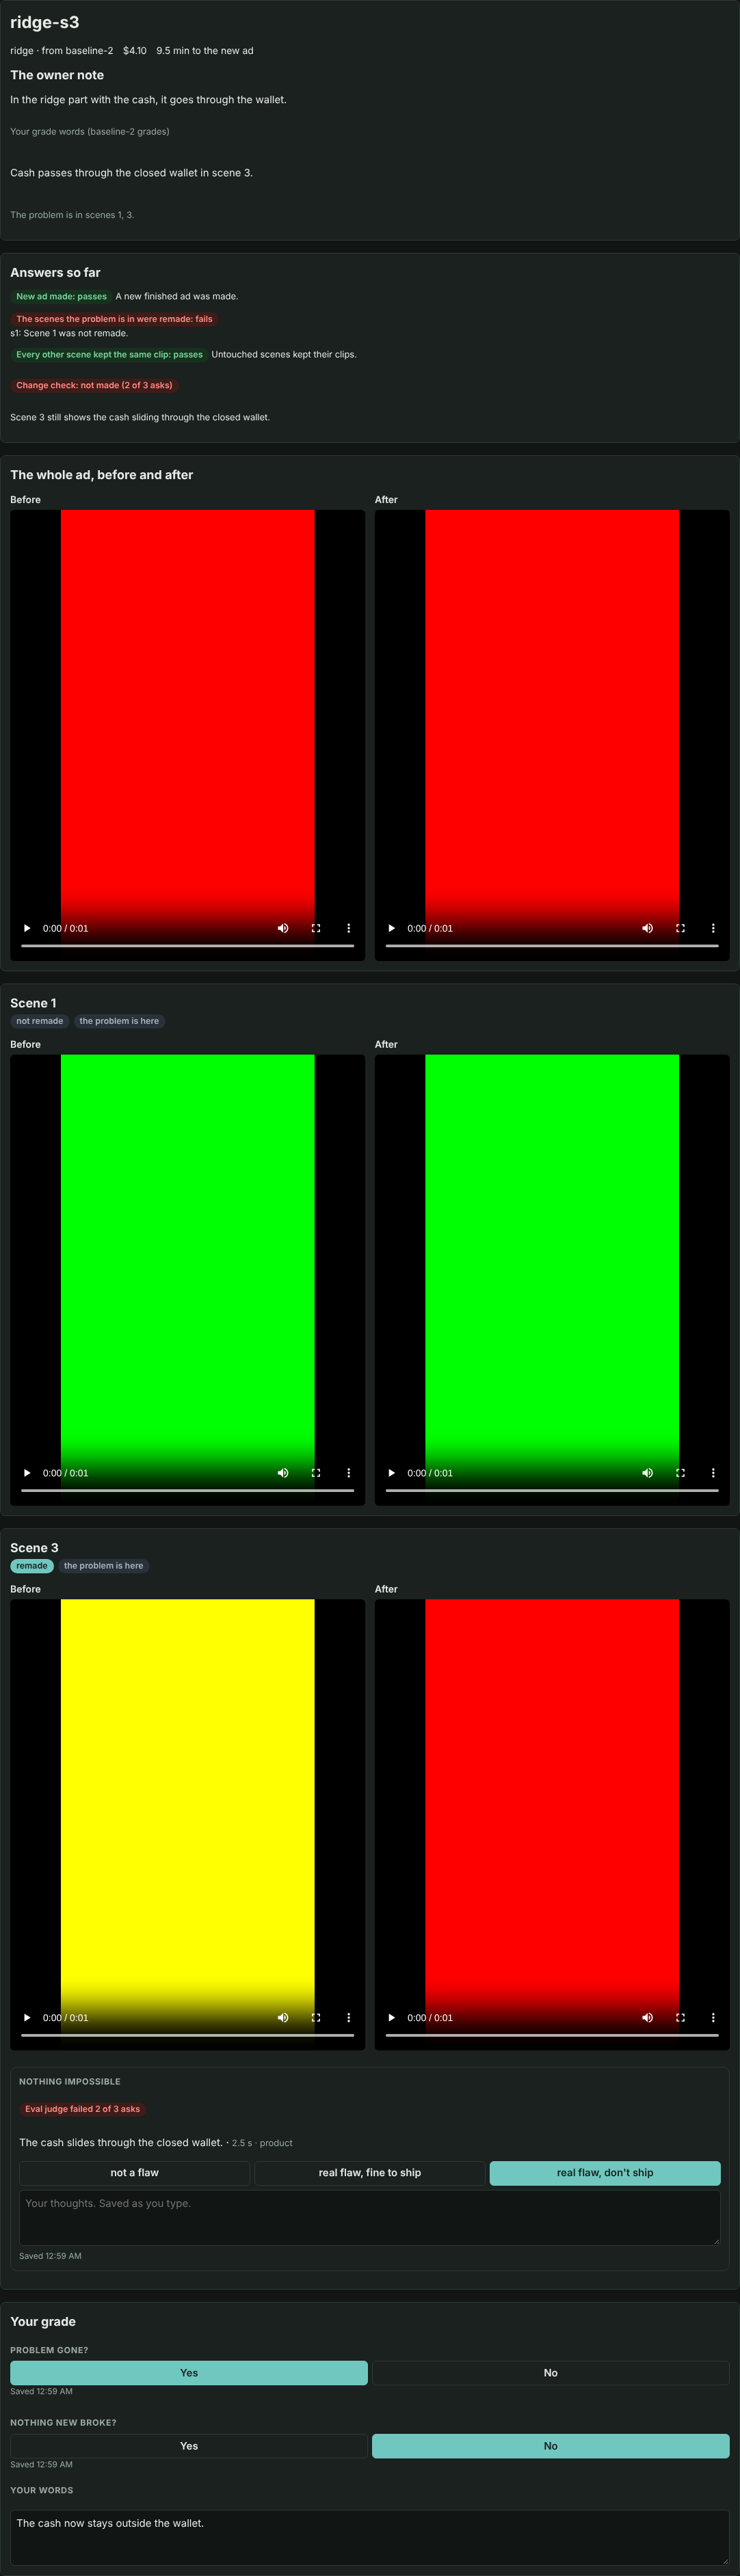 ridge-s3
ridge · from baseline-2 $4.10 9.5 min to the new ad
The owner note
In the ridge part with the cash, it goes through the wallet.
Your grade words (baseline-2 grades)
Cash passes through the closed wallet in scene 3.
The problem is in scenes 1, 3.
Answers so far
New ad made: passes A new finished ad was made.
The scenes the problem is in were remade: fails
s1: Scene 1 was not remade.
Every other scene kept the same clip: passes Untouched scenes kept their clips.
Change check: not made (2 of 3 asks)
Scene 3 still shows the cash sliding through the closed wallet.
The whole ad, before and after
Before After
0:00 / 0:01 0:00 / 0:01
Scene 1
not remade the problem is here
Before After
0:00 / 0:01 0:00 / 0:01
Scene 3
remade the problem is here
Before After
0:00 / 0:01 0:00 / 0:01
NOTHING IMPOSSIBLE
Eval judge failed 2 of 3 asks
The cash slides through the closed wallet. · 2.5 s · product
not a flaw real flaw, fine to ship real flaw, don't ship
Your thoughts. Saved as you type.
Saved 12:59 AM
Your grade
PROBLEM GONE?
Yes No
Saved 12:59 AM
NOTHING NEW BROKE?
Yes No
Saved 12:59 AM
YOUR WORDS
The cash now stays outside the wallet.